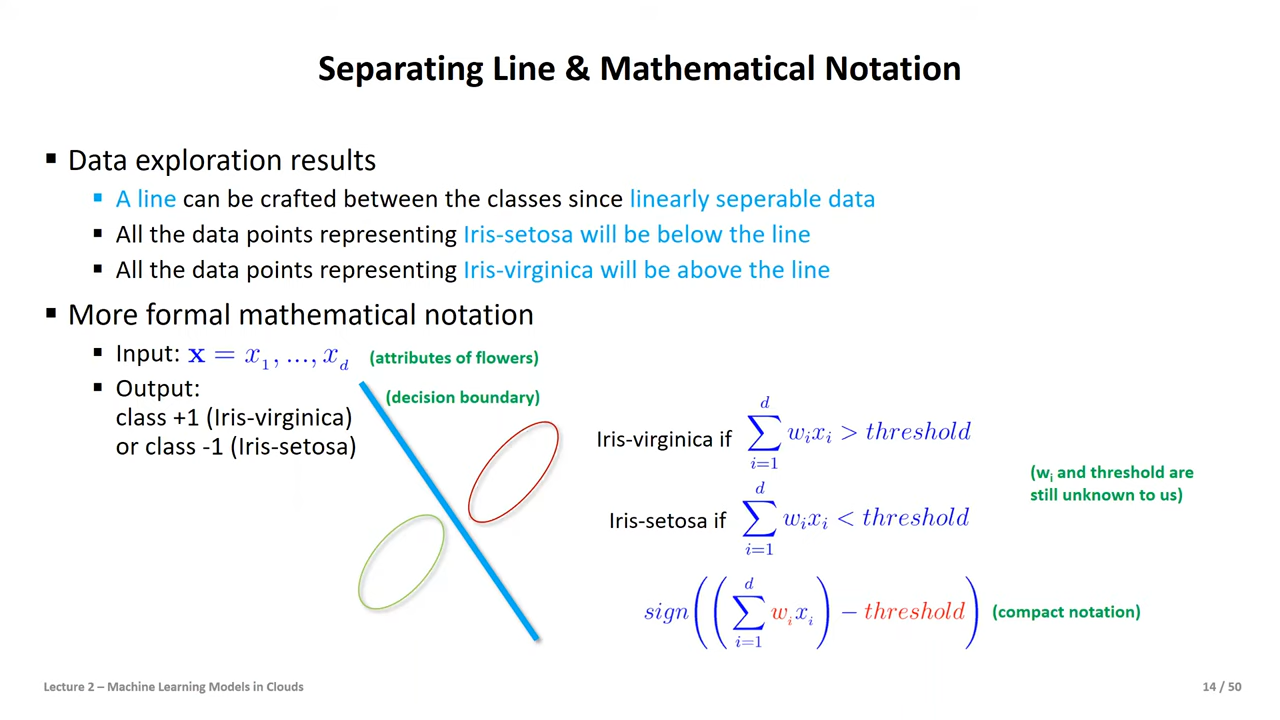 Separating Line & Mathematical Notation
▪ Data exploration results
▪ A line can be crafted between the classes since linearly seperable data
▪ All the data points representing Iris-setosa will be below the line
▪ All the data points representing Iris-virginica will be above the line
▪ More formal mathematical notation
▪ Input: x = x₁, ..., x_d (attributes of flowers)
▪ Output:
class +1 (Iris-virginica)
or class -1 (Iris-setosa)
(decision boundary)
Iris-virginica if ∑_{i=1}^{d} wᵢxᵢ > threshold
Iris-setosa if ∑_{i=1}^{d} wᵢxᵢ < threshold
(wᵢ and threshold are
still unknown to us)
sign((∑_{i=1}^{d} wᵢxᵢ) − threshold) (compact notation)
Lecture 2 – Machine Learning Models in Clouds
14 / 50